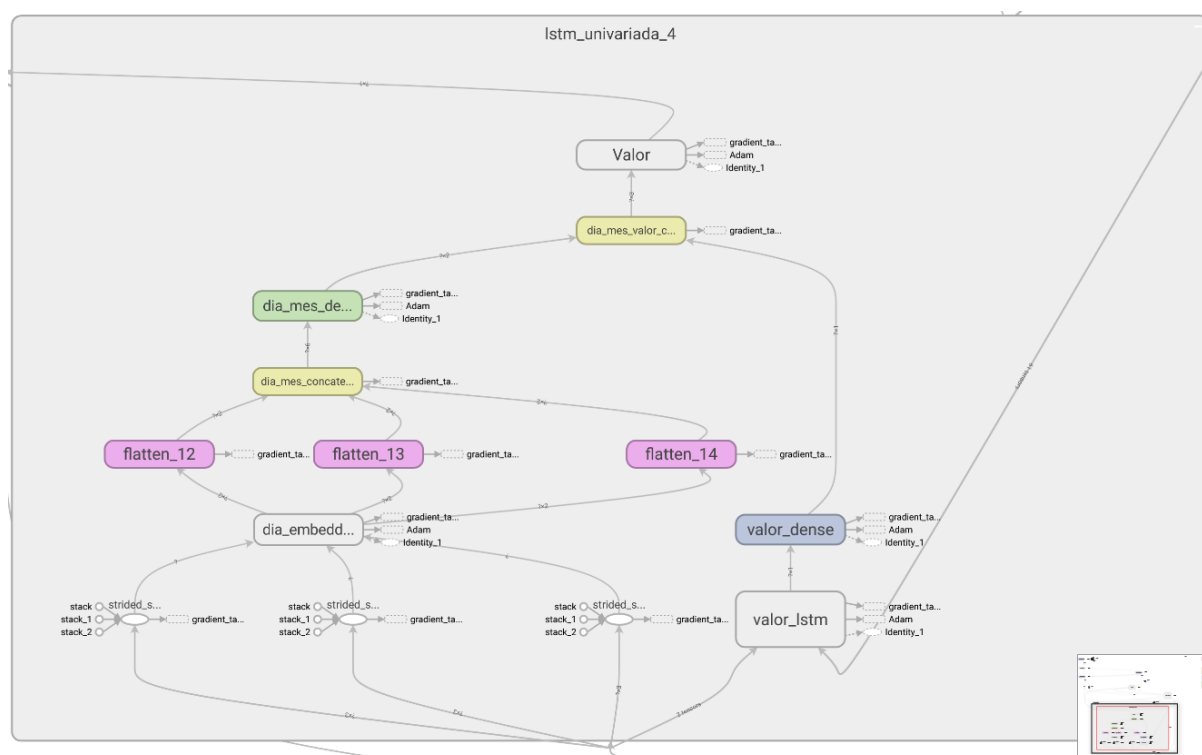 lstm_univariada_4
Valor
gradient_ta...
Adam
Identity_1
dia_mes_valor_c...
gradient_ta...
dia_mes_de...
gradient_ta...
Adam
Identity_1
dia_mes_concate...
gradient_ta...
flatten_12
gradient_ta...
flatten_13
gradient_ta...
flatten_14
gradient_ta...
dia_embedd...
gradient_ta...
Adam
Identity_1
valor_dense
gradient_ta...
Adam
Identity_1
stack
stack_1
stack_2
strided_s...
gradient_ta...
stack
stack_1
stack_2
strided_s...
gradient_ta...
stack
stack_1
stack_2
strided_s...
gradient_ta...
valor_lstm
gradient_ta...
Adam
Identity_1